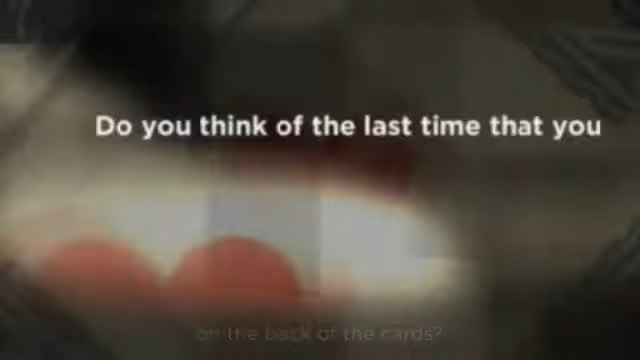 Do you think of the last time that you
on the back of the cards?